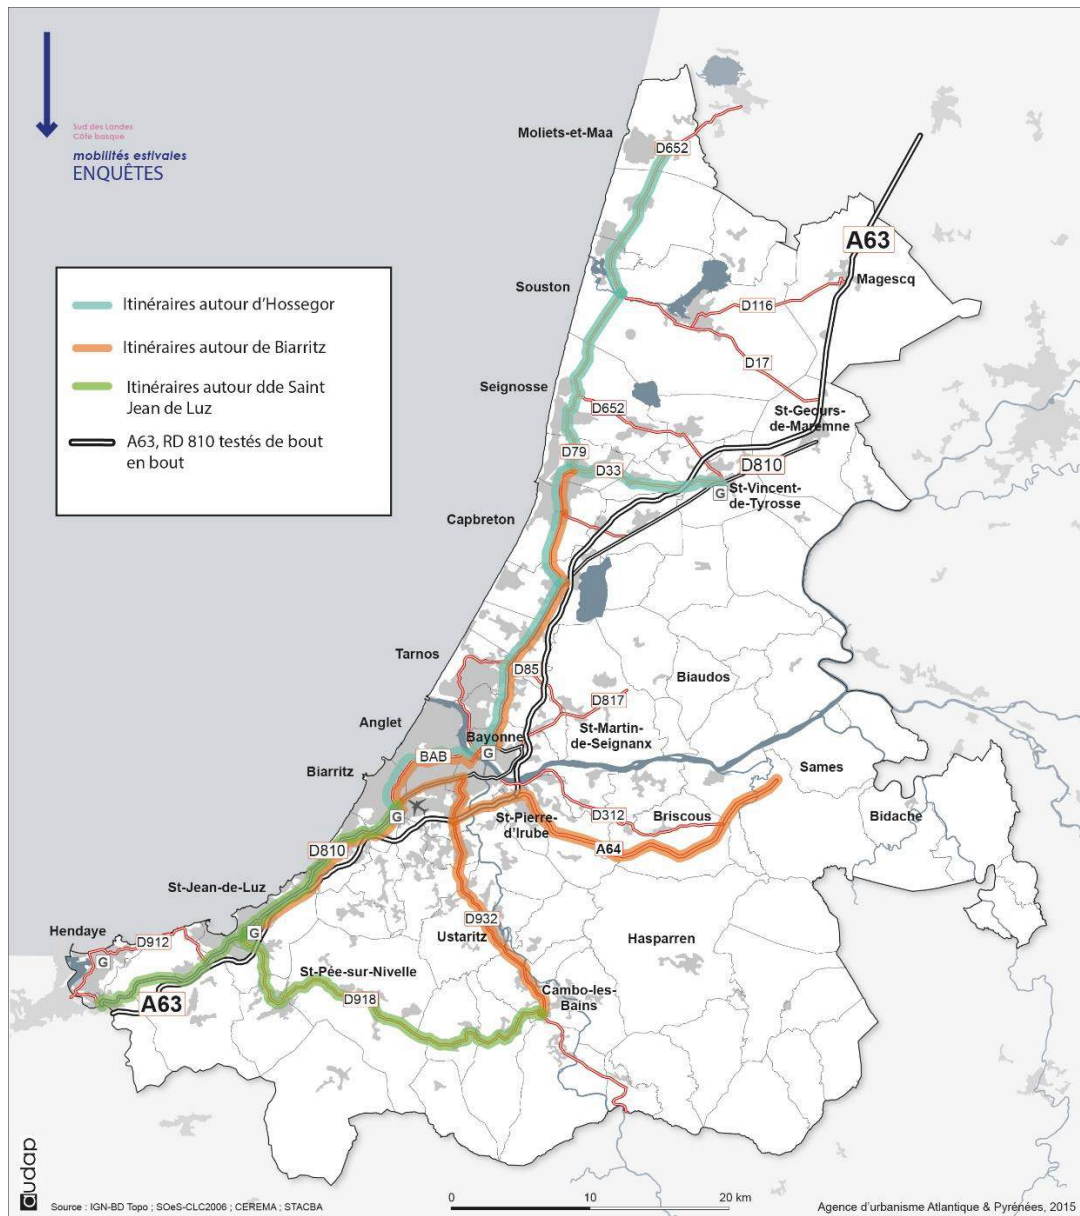 Sud des Landes
Côte basque
mobilités estivales
ENQUÊTES
Itinéraires autour d'Hossegor
Itinéraires autour de Biarritz
Itinéraires autour dde Saint
Jean de Luz
A63, RD 810 testés de bout
en bout
Moliets-et-Maa
D652
A63
Magescq
Souston
D116
D17
Seignosse
D652
St-Geours-
de-Maremne
D79
D33
D810
G
St-Vincent-
de-Tyrosse
Capbreton
Tarnos
D85
D817
Biaudos
Anglet
Bayonne
St-Martin-
de-Seignanx
BAB
G
Biarritz
Sames
G
St-Pierre-
d'Irube
D312
Briscous
Bidache
D810
A64
St-Jean-de-Luz
G
D932
Hendaye
D912
Ustaritz
Hasparren
G
St-Pée-sur-Nivelle
A63
D918
Cambo-les-
Bains
audap
Source : IGN-BD Topo ; SOeS-CLC2006 ; CEREMA ; STACBA
0 10 20 km
Agence d'urbanisme Atlantique & Pyrénées, 2015